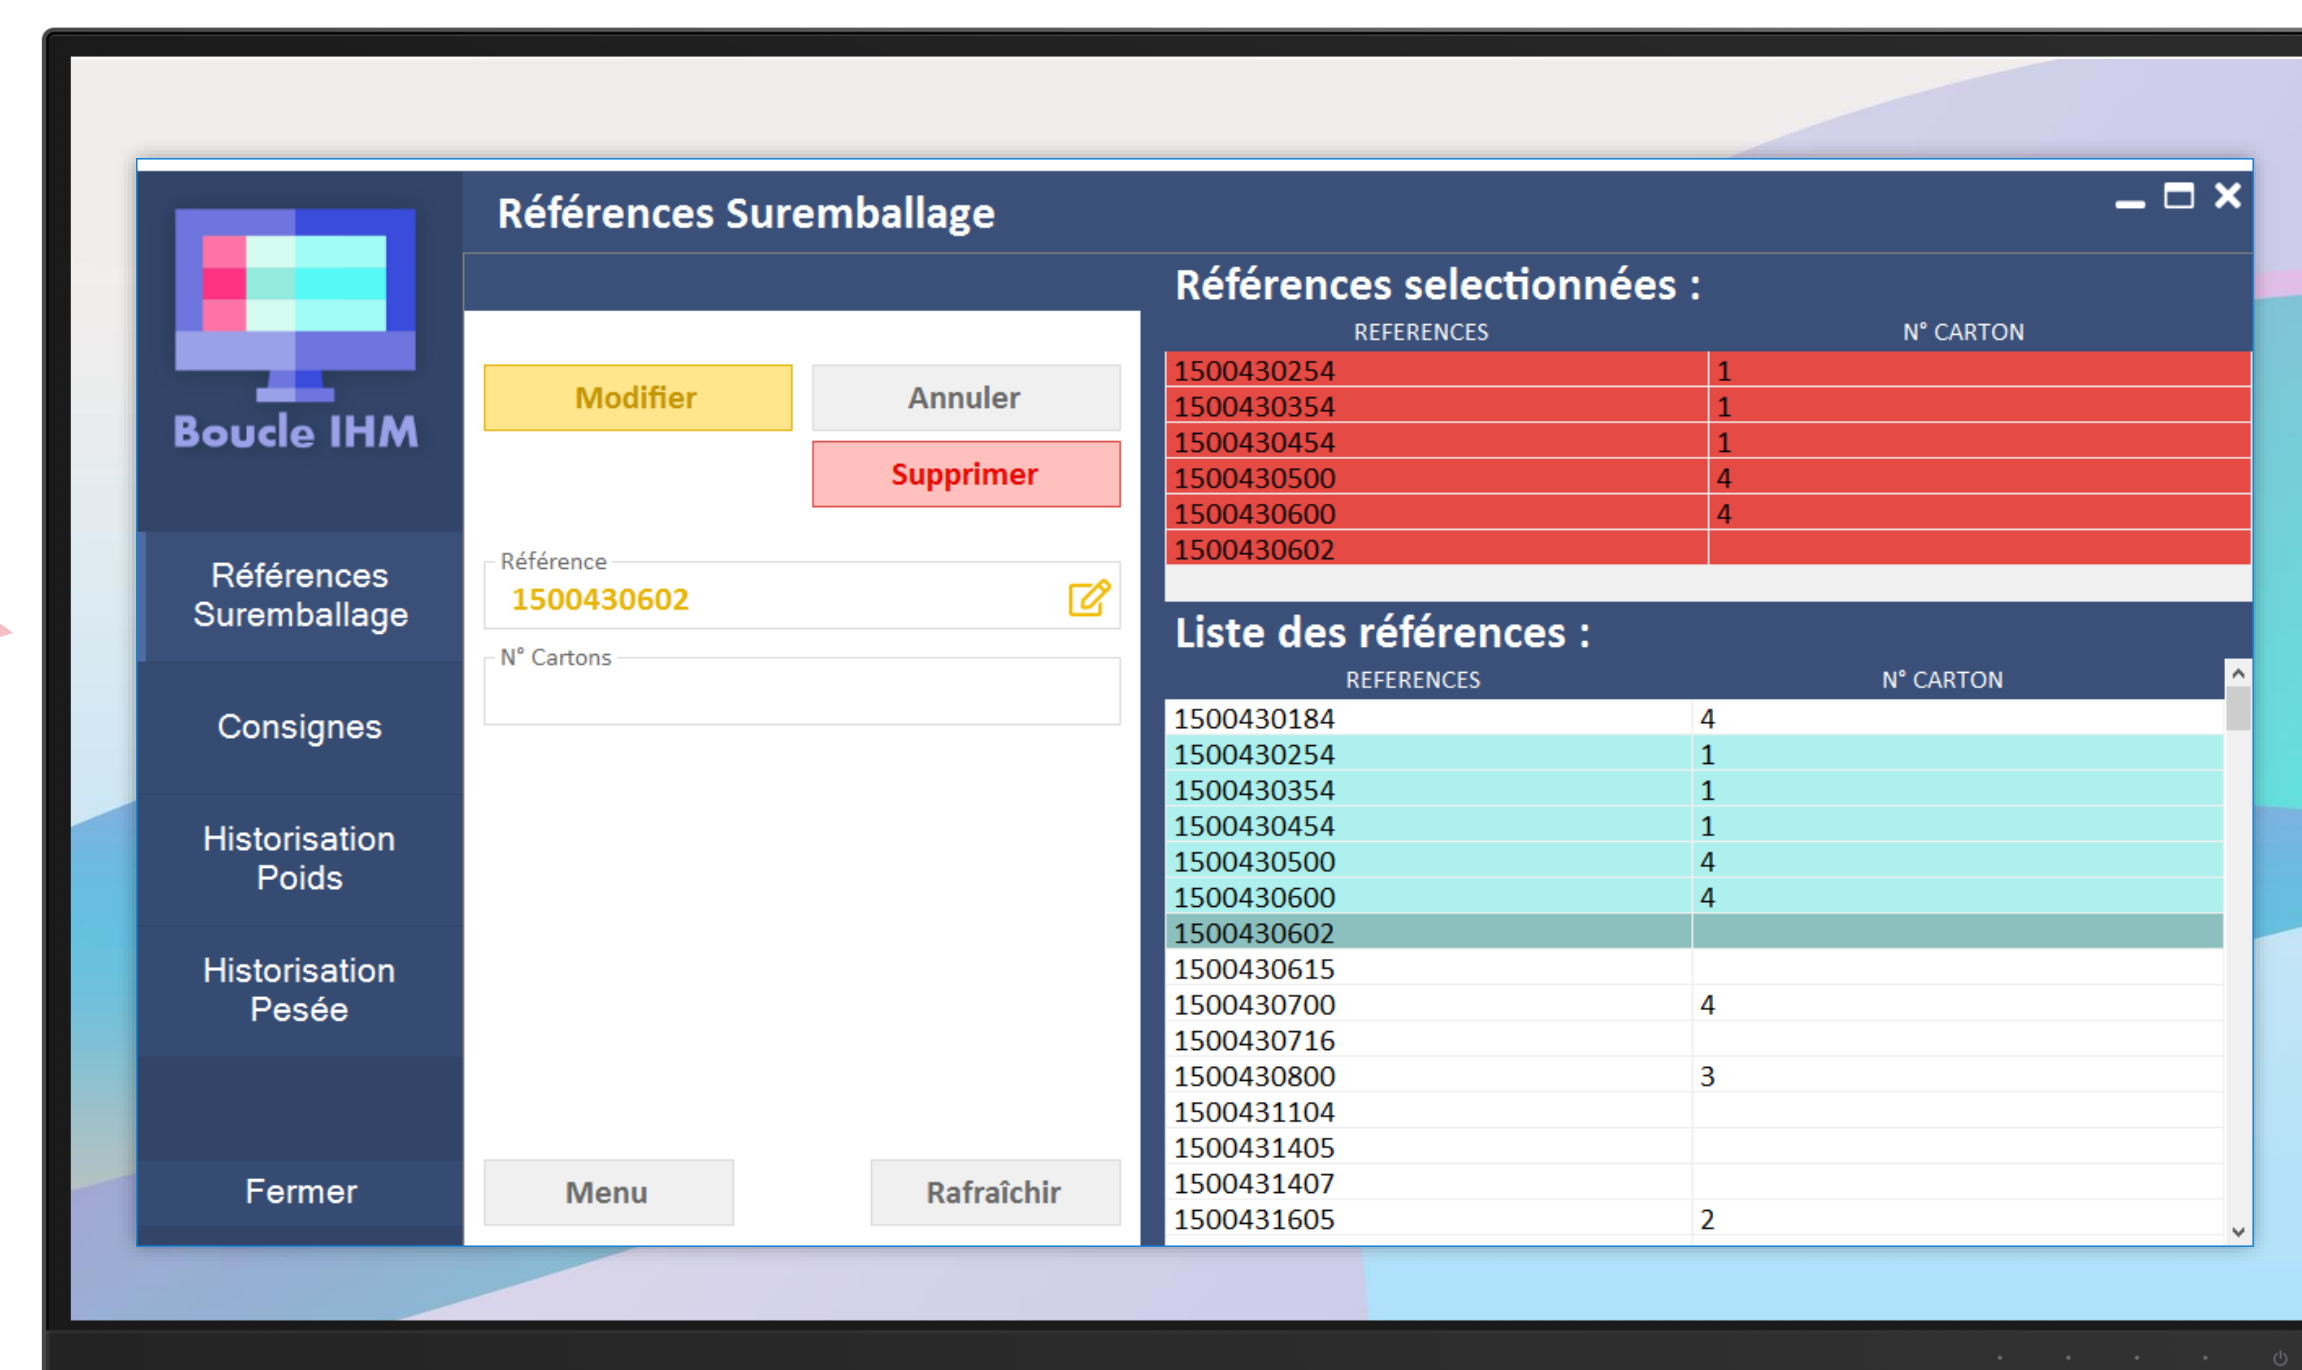 Boucle IHM
Références
Suremballage
Consignes
Historisation
Poids
Historisation
Pesée
Fermer
Références Suremballage
Modifier
Annuler
Supprimer
Référence
1500430602
N° Cartons
Menu
Rafraîchir
Références selectionnées :
REFERENCES N° CARTON
1500430254 1
1500430354 1
1500430454 1
1500430500 4
1500430600 4
1500430602
Liste des références :
REFERENCES N° CARTON
1500430184 4
1500430254 1
1500430354 1
1500430454 1
1500430500 4
1500430600 4
1500430602
1500430615
1500430700 4
1500430716
1500430800 3
1500431104
1500431405
1500431407
1500431605 2